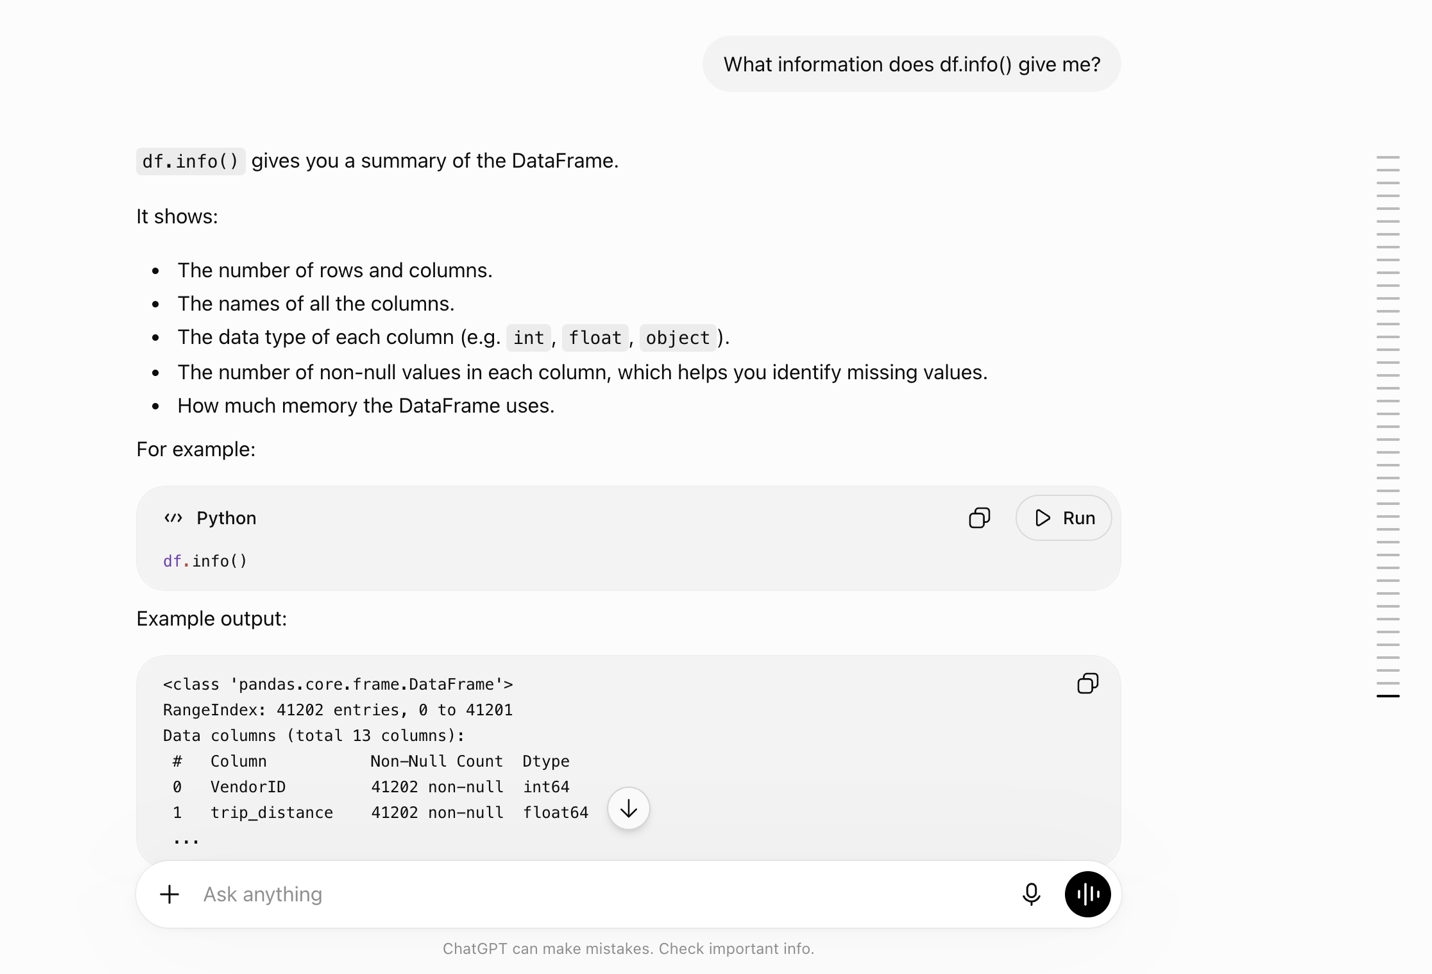 What information does df.info() give me?
df.info() gives you a summary of the DataFrame.
It shows:
• The number of rows and columns.
• The names of all the columns.
• The data type of each column (e.g. int, float, object).
• The number of non-null values in each column, which helps you identify missing values.
• How much memory the DataFrame uses.
For example:
Python
Run
df.info()
Example output:
<class 'pandas.core.frame.DataFrame'>
RangeIndex: 41202 entries, 0 to 41201
Data columns (total 13 columns):
#   Column           Non-Null Count  Dtype
0   VendorID         41202 non-null  int64
1   trip_distance    41202 non-null  float64
...
Ask anything
ChatGPT can make mistakes. Check important info.